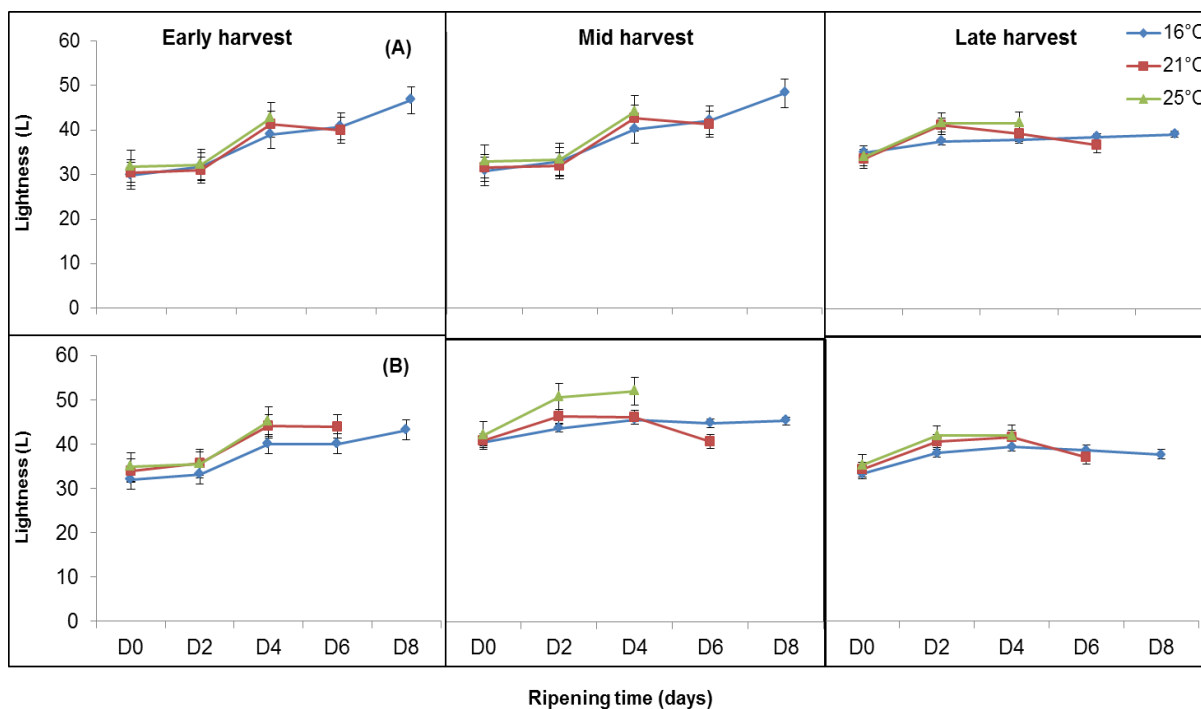 Early harvest
(A)
Mid harvest
Late harvest
16°C
21°C
25°C
Lightness (L)
60
50
40
30
20
10
0
(B)
Lightness (L)
60
50
40
30
20
10
0
D0 D2 D4 D6 D8
D0 D2 D4 D6 D8
D0 D2 D4 D6 D8
Ripening time (days)